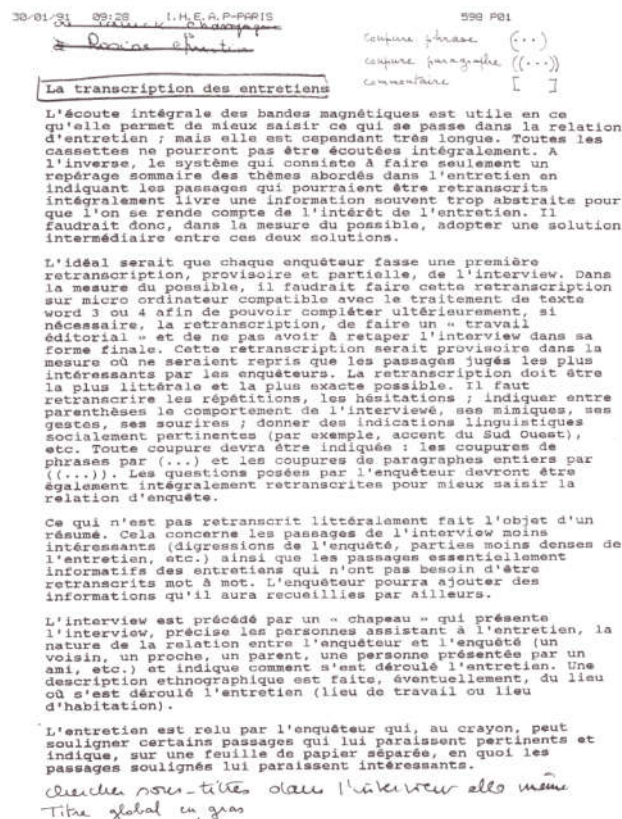 30/01/91 09:28 I.H.E.A.P-PARIS 598 P01
Patrick Champagne
à Rosine Christin
coupure phrase (...)
coupure paragraphe ((...))
commentaire [ ]
La transcription des entretiens
L'écoute intégrale des bandes magnétiques est utile en ce
qu'elle permet de mieux saisir ce qui se passe dans la relation
d'entretien ; mais elle est cependant très longue. Toutes les
cassettes ne pourront pas être écoutées intégralement. A
l'inverse, le système qui consiste à faire seulement un
repérage sommaire des thèmes abordés dans l'entretien en
indiquant les passages qui pourraient être retranscrits
intégralement livre une information souvent trop abstraite pour
que l'on se rende compte de l'intérêt de l'entretien. Il
faudrait donc, dans la mesure du possible, adopter une solution
intermédiaire entre ces deux solutions.
L'idéal serait que chaque enquêteur fasse une première
retranscription, provisoire et partielle, de l'interview. Dans
la mesure du possible, il faudrait faire cette retranscription
sur micro ordinateur compatible avec le traitement de texte
word 3 ou 4 afin de pouvoir compléter ultérieurement, si
nécessaire, la retranscription, de faire un " travail
éditorial " et de ne pas avoir à retaper l'interview dans sa
forme finale. Cette retranscription serait provisoire dans la
mesure où ne seraient repris que les passages jugés les plus
intéressants par les enquêteurs. La retranscription doit être
la plus littérale et la plus exacte possible. Il faut
retranscrire les répétitions, les hésitations ; indiquer entre
parenthèses le comportement de l'interviewé, ses mimiques, ses
gestes, ses sourires ; donner des indications linguistiques
socialement pertinentes (par exemple, accent du Sud Ouest),
etc. Toute coupure devra être indiquée : les coupures de
phrases par (...) et les coupures de paragraphes entiers par
((...)). Les questions posées par l'enquêteur devront être
également intégralement retranscrites pour mieux saisir la
relation d'enquête.
Ce qui n'est pas retranscrit littéralement fait l'objet d'un
résumé. Cela concerne les passages de l'interview moins
intéressants (digressions de l'enquêté, parties moins denses de
l'entretien, etc.) ainsi que les passages essentiellement
informatifs des entretiens qui n'ont pas besoin d'être
retranscrits mot à mot. L'enquêteur pourra ajouter des
informations qu'il aura recueillies par ailleurs.
L'interview est précédé par un " chapeau " qui présente
l'interview, précise les personnes assistant à l'entretien, la
nature de la relation entre l'enquêteur et l'enquêté (un
voisin, un proche, un parent, une personne présentée par un
ami, etc.) et indique comment s'est déroulé l'entretien. Une
description ethnographique est faite, éventuellement, du lieu
où s'est déroulé l'entretien (lieu de travail ou lieu
d'habitation).
L'entretien est relu par l'enquêteur qui, au crayon, peut
souligner certains passages qui lui paraissent pertinents et
indique, sur une feuille de papier séparée, en quoi les
passages soulignés lui paraissent intéressants.
chercher sous-titres dans l'interview elle même
Titre global en gras